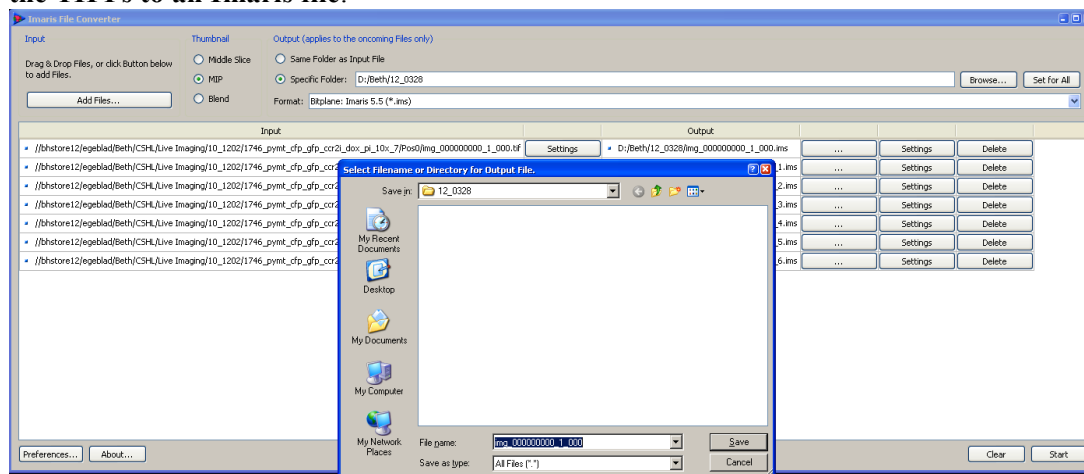 the TIFFs to an Imaris file.
Imaris File Converter
Input Thumbnail Output (applies to the oncoming Files only)
Drag & Drop Files, or click Button below Middle Slice Same Folder as Input File
to add Files. MIP Specific Folder: D:/Beth/12_0328 Browse... Set for All
Add Files... Blend Format: Bitplane: Imaris 5.5 (*.ims)
Input Output
//bhstore12/egeblad/Beth/CSHL/Live Imaging/10_1202/1746_pymt_cfp_gfp_ccr2i_dox_pi_10x_7/Pos0/img_000000000_1_000.tif Settings D:/Beth/12_0328/img_000000000_1_000.ims ... Settings Delete
//bhstore12/egeblad/Beth/CSHL/Live Imaging/10_1202/1746_pymt_cfp_gfp_ccr2 _1.ims ... Settings Delete
//bhstore12/egeblad/Beth/CSHL/Live Imaging/10_1202/1746_pymt_cfp_gfp_ccr2 _2.ims ... Settings Delete
//bhstore12/egeblad/Beth/CSHL/Live Imaging/10_1202/1746_pymt_cfp_gfp_ccr2 _3.ims ... Settings Delete
//bhstore12/egeblad/Beth/CSHL/Live Imaging/10_1202/1746_pymt_cfp_gfp_ccr2 _4.ims ... Settings Delete
//bhstore12/egeblad/Beth/CSHL/Live Imaging/10_1202/1746_pymt_cfp_gfp_ccr2 _5.ims ... Settings Delete
//bhstore12/egeblad/Beth/CSHL/Live Imaging/10_1202/1746_pymt_cfp_gfp_ccr2 _6.ims ... Settings Delete
Select Filename or Directory for Output File.
Save in: 12_0328
My Recent
Documents
Desktop
My Documents
My Computer
My Network
Places
File name: img_000000000_1_000 Save
Save as type: All Files (*.*) Cancel
Preferences... About... Clear Start